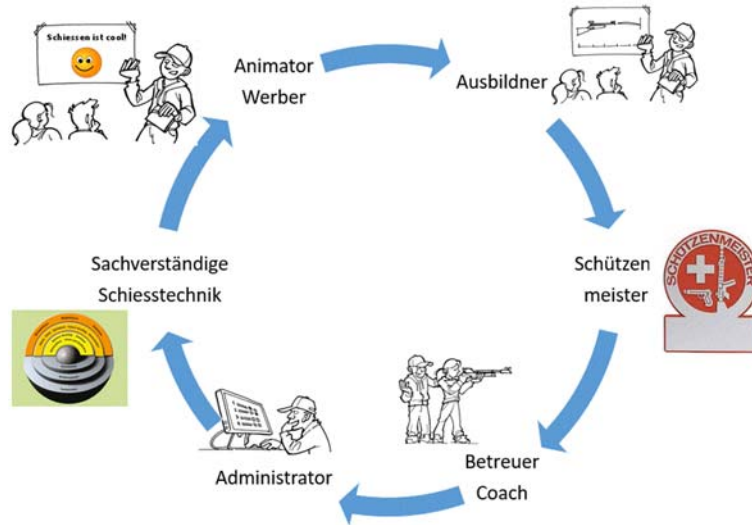 Schiessen ist cool!
Animator
Werber
Ausbildner
Schützen
meister
SCHÜTZENMEISTER
Betreuer
Coach
Administrator
Sachverständige
Schiesstechnik